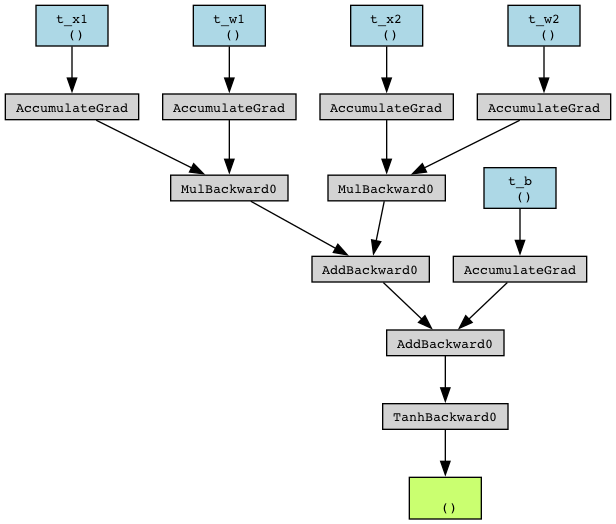 t_x1
()
t_w1
()
t_x2
()
t_w2
()
AccumulateGrad
AccumulateGrad
AccumulateGrad
AccumulateGrad
MulBackward0
MulBackward0
t_b
()
AddBackward0
AccumulateGrad
AddBackward0
TanhBackward0
()